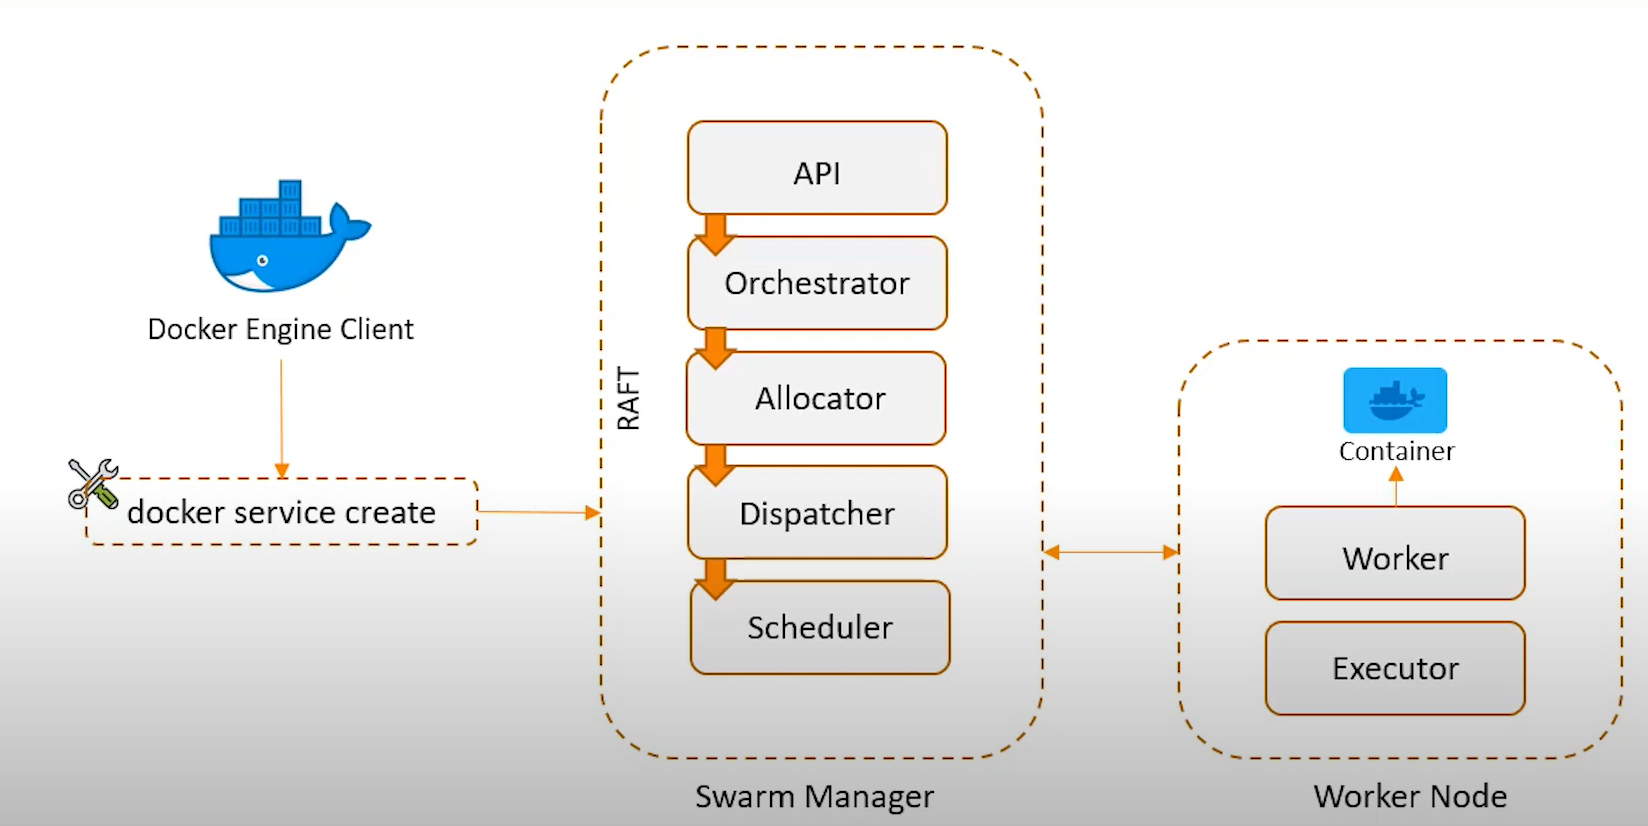 Docker Engine Client
docker service create
RAFT
API
Orchestrator
Allocator
Dispatcher
Scheduler
Swarm Manager
Container
Worker
Executor
Worker Node